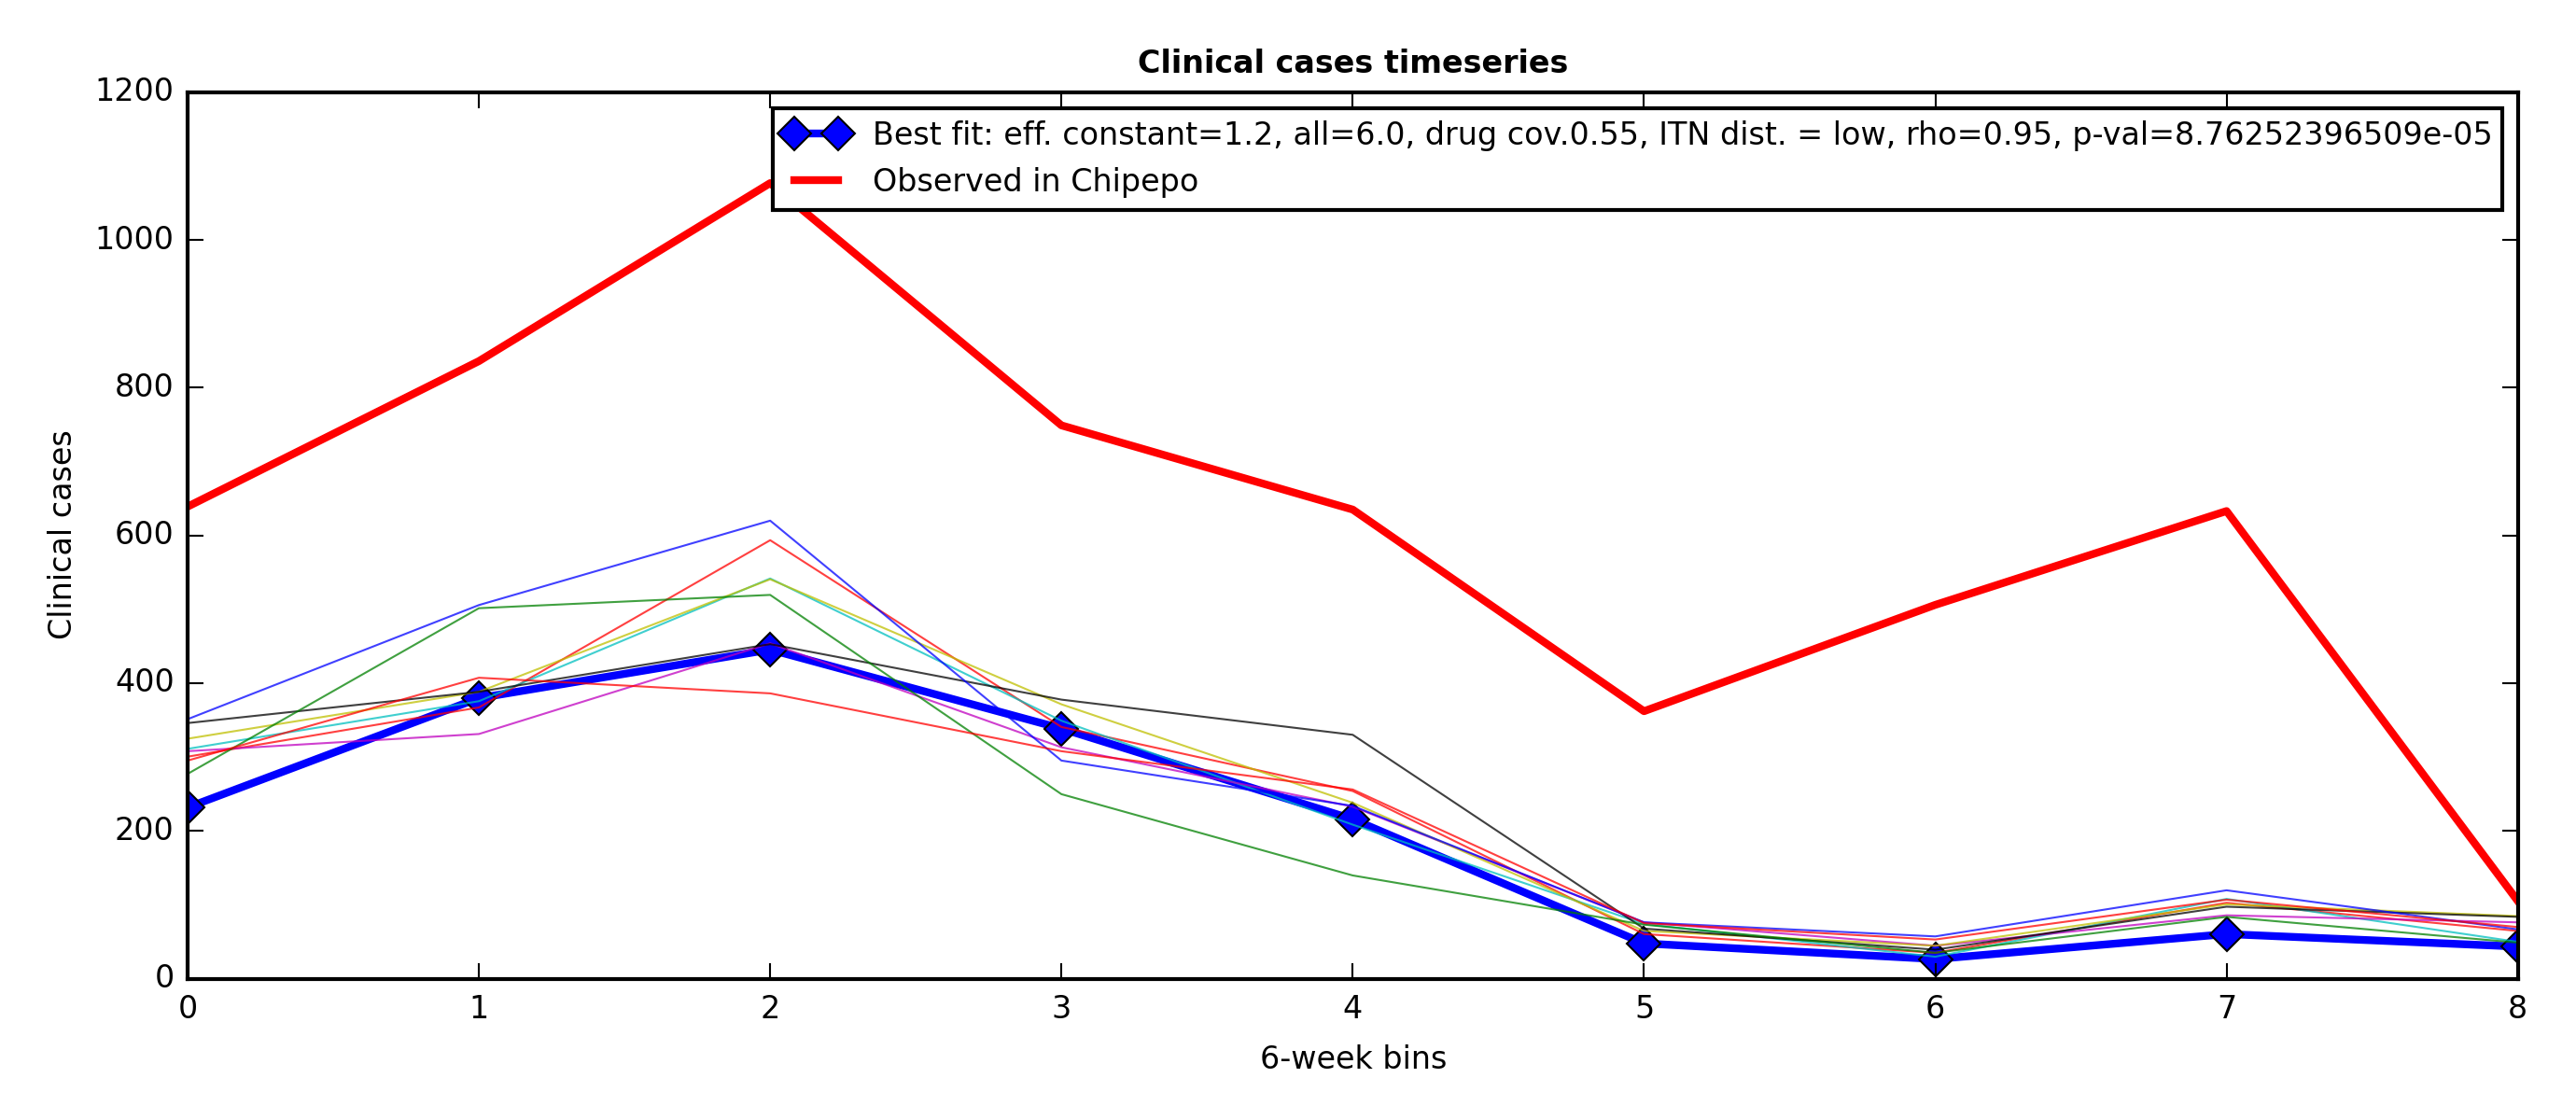 Clinical cases timeseries
1200
1000
800
600
400
200
0
Clinical cases
Best fit: eff. constant=1.2, all=6.0, drug cov.0.55, ITN dist. = low, rho=0.95, p-val=8.76252396509e-05
Observed in Chipepo
0 1 2 3 4 5 6 7 8
6-week bins